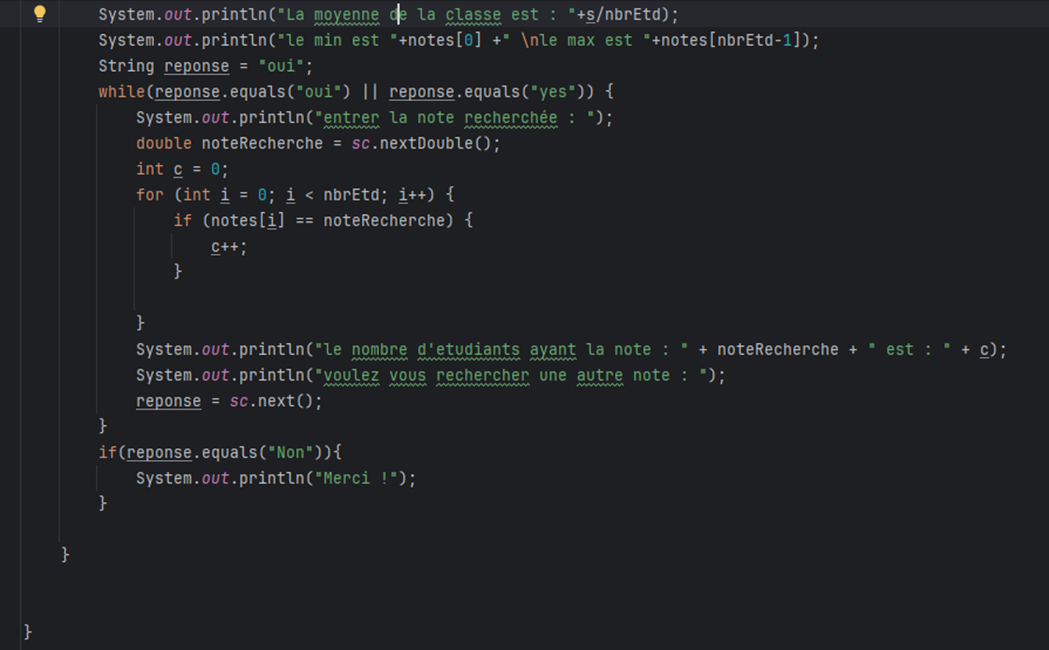 System.out.println("La moyenne de la classe est : "+s/nbrEtd);
System.out.println("le min est "+notes[0] +" \nle max est "+notes[nbrEtd-1]);
String reponse = "oui";
while(reponse.equals("oui") || reponse.equals("yes")) {
System.out.println("entrer la note recherchée : ");
double noteRecherche = sc.nextDouble();
int c = 0;
for (int i = 0; i < nbrEtd; i++) {
if (notes[i] == noteRecherche) {
c++;
}
}
System.out.println("le nombre d'etudiants ayant la note : " + noteRecherche + " est : " + c);
System.out.println("voulez vous rechercher une autre note : ");
reponse = sc.next();
}
if(reponse.equals("Non")){
System.out.println("Merci !");
}
}
}